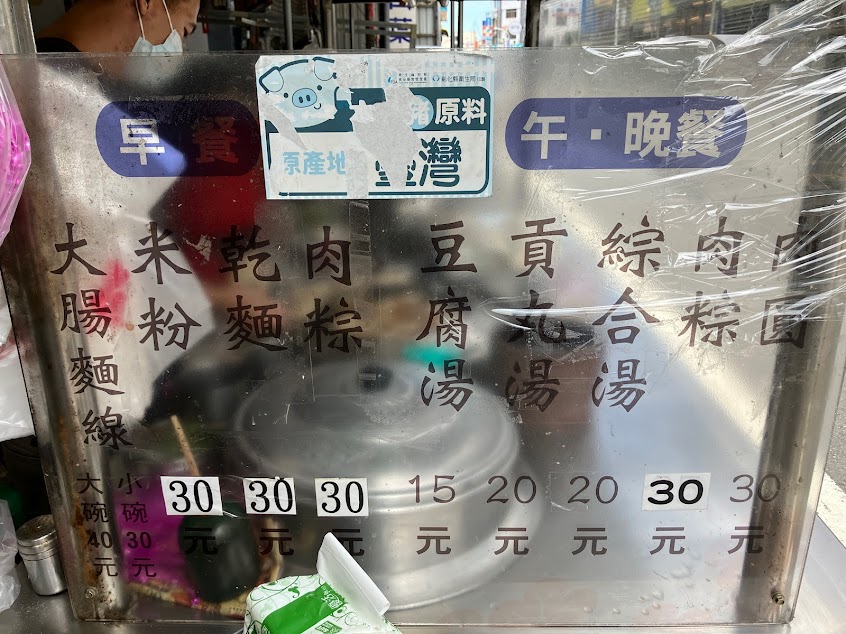 早餐
豬原料
原產地 臺灣
午・晚餐
肉粽
乾麵
米粉
大腸麵線
肉圓
肉粽
綜合湯
貢丸湯
豆腐湯
大碗40元
小碗30元
30元
30元
30元
15元
20元
20元
30元
30元